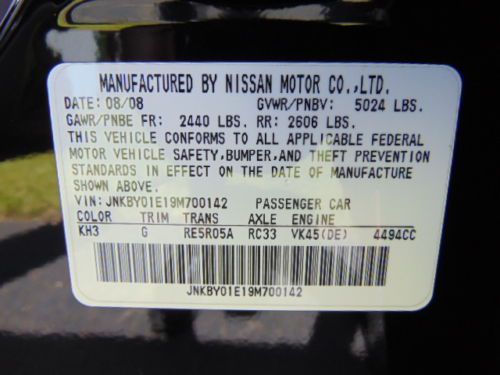 MANUFACTURED BY NISSAN MOTOR CO.,LTD.
DATE: 08/08 GVWR/PNBV: 5024 LBS.
GAWR/PNBE FR: 2440 LBS. RR: 2606 LBS.
THIS VEHICLE CONFORMS TO ALL APPLICABLE FEDERAL
MOTOR VEHICLE SAFETY,BUMPER,AND THEFT PREVENTION
STANDARDS IN EFFECT ON THE DATE OF MANUFACTURE
SHOWN ABOVE.
VIN: JNKBY01E19M700142 PASSENGER CAR
COLOR TRIM TRANS AXLE ENGINE
KH3 G RE5R05A RC33 VK45(DE) 4494CC
JNKBY01E19M700142